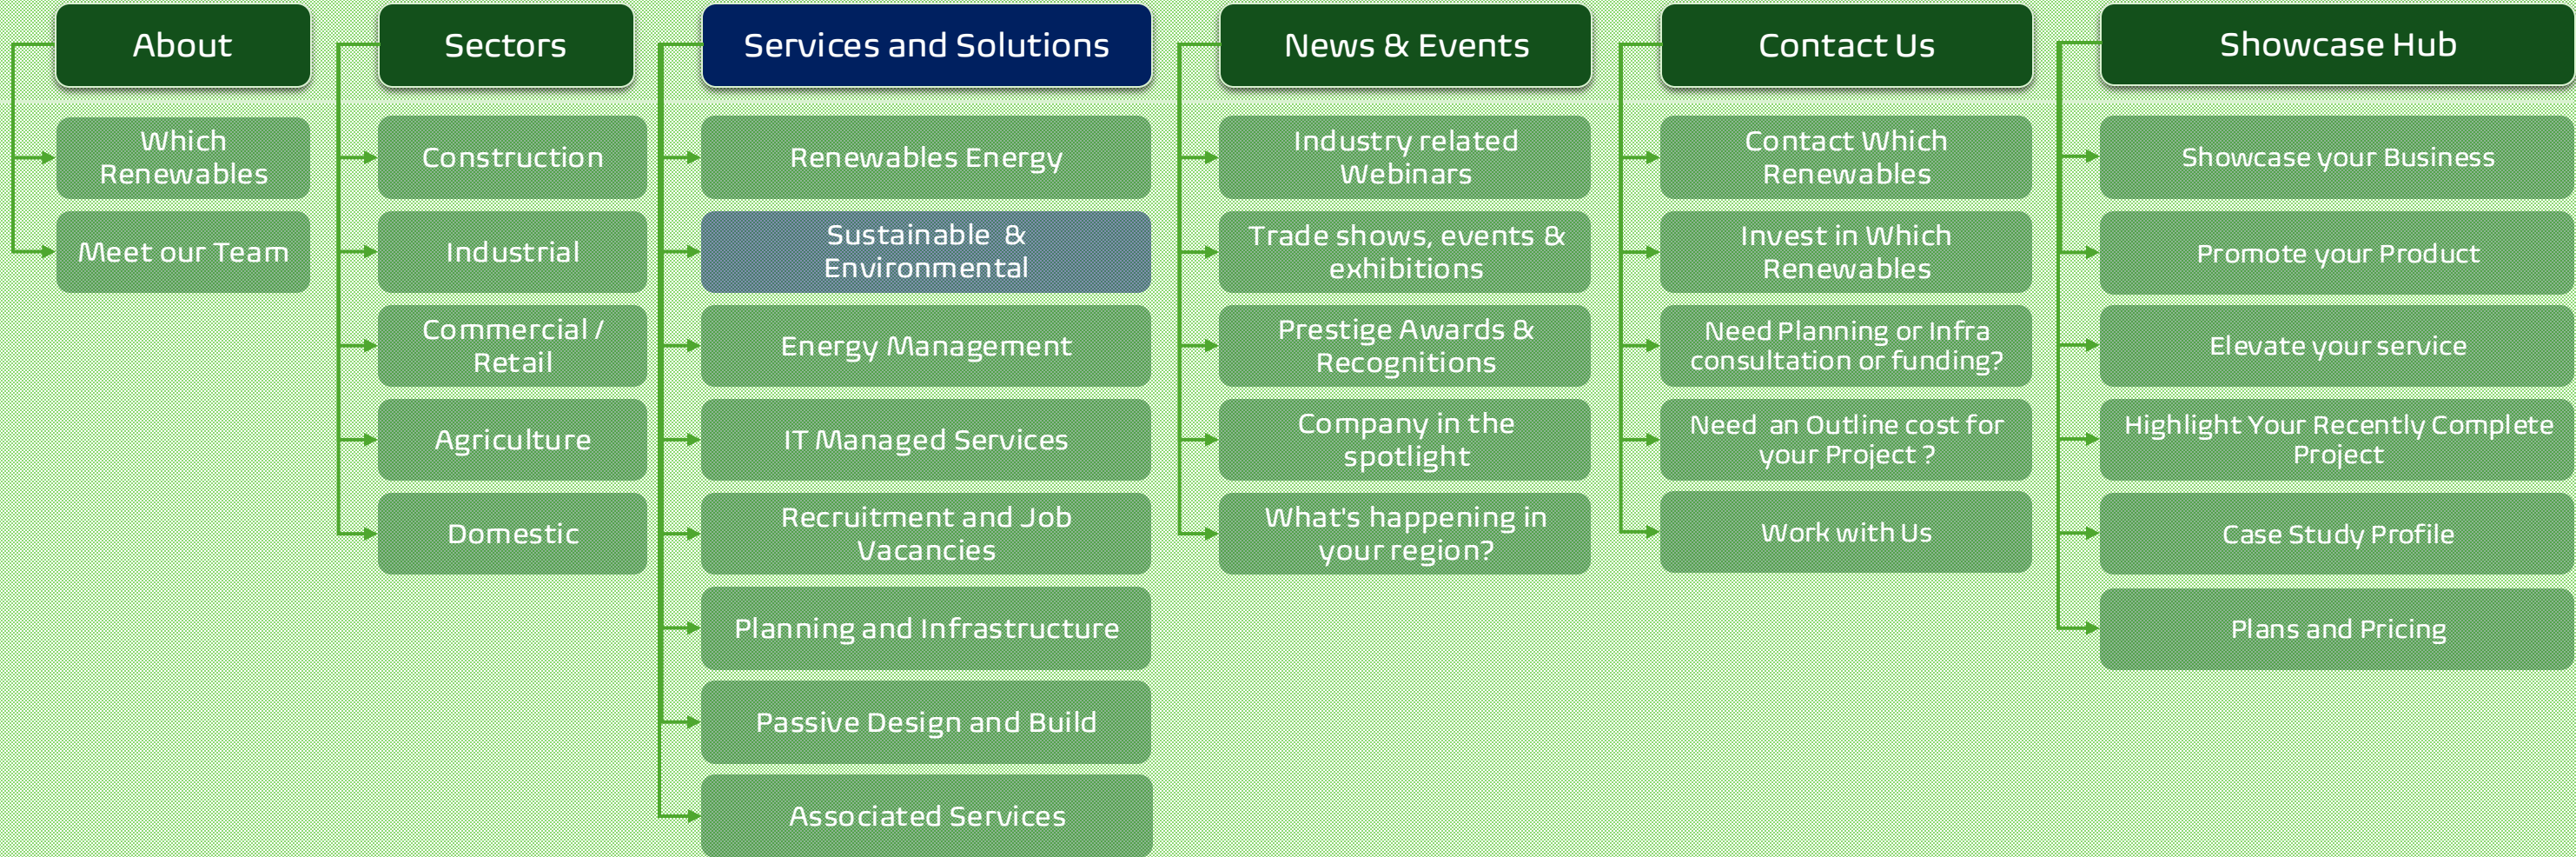 About
Which
Renewables
Meet our Team
Sectors
Construction
Industrial
Commercial /
Retail
Agriculture
Domestic
Services and Solutions
Renewables Energy
Sustainable &
Environmental
Energy Management
IT Managed Services
Recruitment and Job
Vacancies
Planning and Infrastructure
Passive Design and Build
Associated Services
News & Events
Industry related
Webinars
Trade shows, events &
exhibitions
Prestige Awards &
Recognitions
Company in the
spotlight
What's happening in
your region?
Contact Us
Contact Which
Renewables
Invest in Which
Renewables
Need Planning or Infra
consultation or funding?
Need an Outline cost for
your Project ?
Work with Us
Showcase Hub
Showcase your Business
Promote your Product
Elevate your service
Highlight Your Recently Complete
Project
Case Study Profile
Plans and Pricing